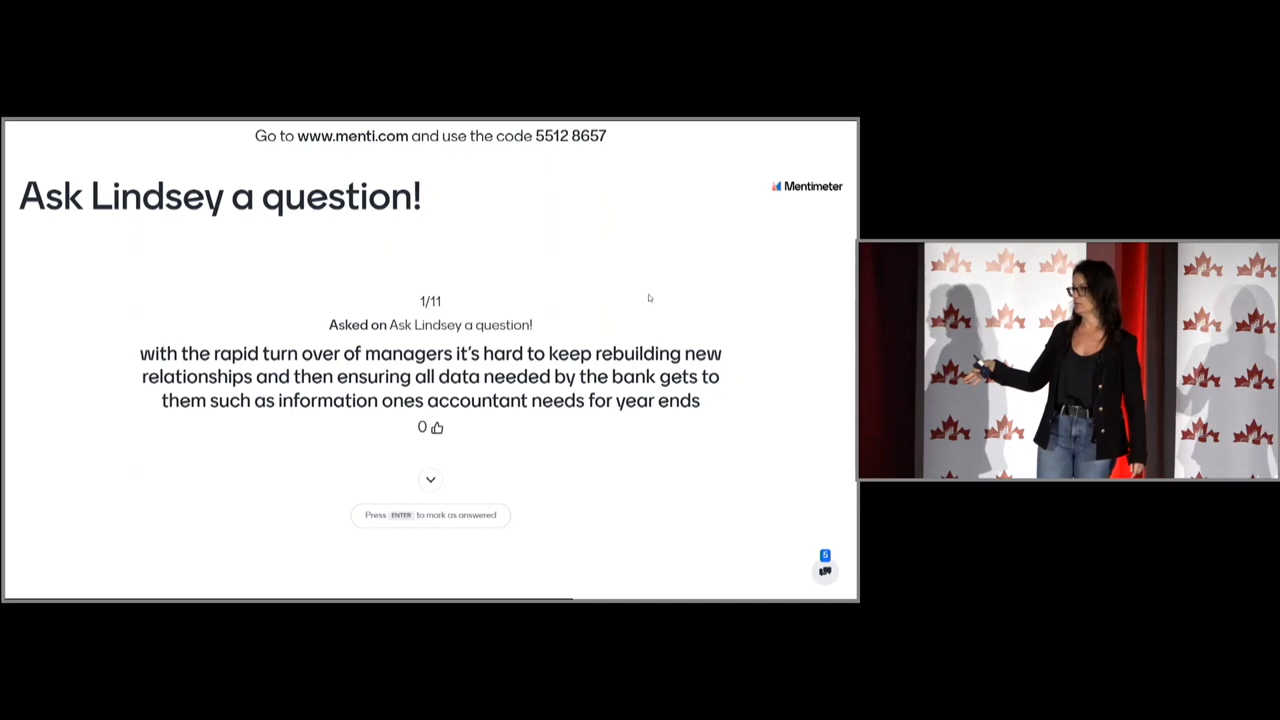 Go to www.menti.com and use the code 5512 8657
Ask Lindsey a question!
Mentimeter
1/11
Asked on Ask Lindsey a question!
with the rapid turn over of managers it's hard to keep rebuilding new
relationships and then ensuring all data needed by the bank gets to
them such as information ones accountant needs for year ends
0
Press ENTER to mark as answered
5